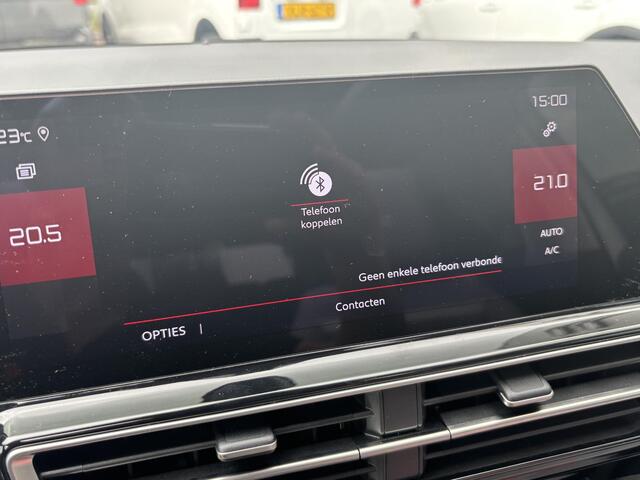 15:00
23°C
Telefoon
koppelen
21.0
20.5
AUTO
A/C
Geen enkele telefoon verbonde
Contacten
OPTIES